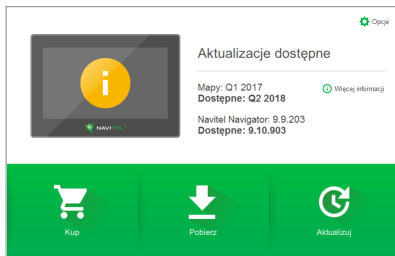 Opcje
Aktualizacje dostępne
Mapy: Q1 2017
Więcej informacji
Dostępne: Q2 2018
Navitel Navigator: 9.9.203
Dostępne: 9.10.903
NAVITEL
Kup
Pobierz
Aktualizuj